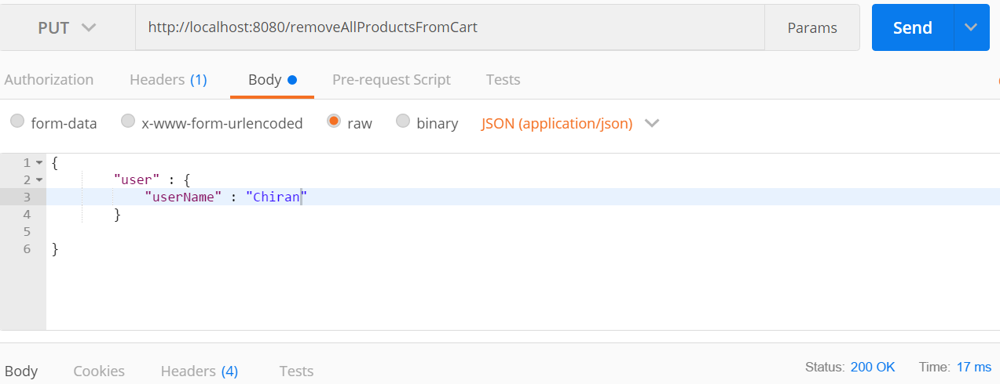 PUT http://localhost:8080/removeAllProductsFromCart Params Send
Authorization Headers (1) Body Pre-request Script Tests
form-data x-www-form-urlencoded raw binary JSON (application/json)
1 {
2 "user" : {
3 "userName" : "Chiran"
4 }
5
6 }
Body Cookies Headers (4) Tests Status: 200 OK Time: 17 ms